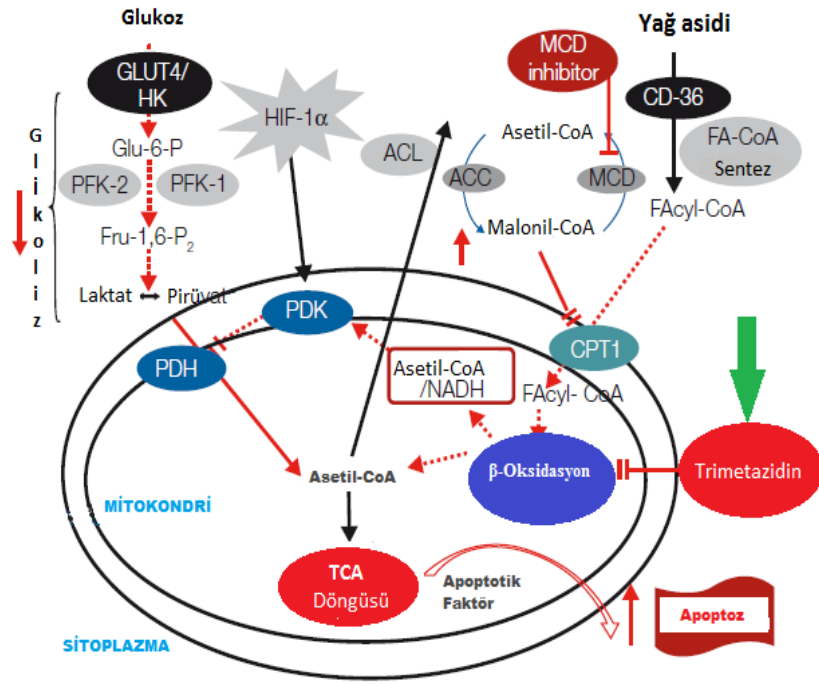 Glukoz
GLUT4/
HK
Glikoliz
Glu-6-P
PFK-2
PFK-1
Fru-1,6-P2
Laktat
Pirüvat
HIF-1α
ACL
MCD
inhibitor
Asetil-CoA
ACC
MCD
Malonil-CoA
Yağ asidi
CD-36
FA-CoA
Sentez
FAcyl-CoA
PDK
PDH
CPT1
Asetil-CoA
/NADH
FAcyl- CoA
β-Oksidasyon
Trimetazidin
Asetil-CoA
MİTOKONDRİ
TCA
Döngüsü
Apoptotik
Faktör
Apoptoz
SİTOPLAZMA